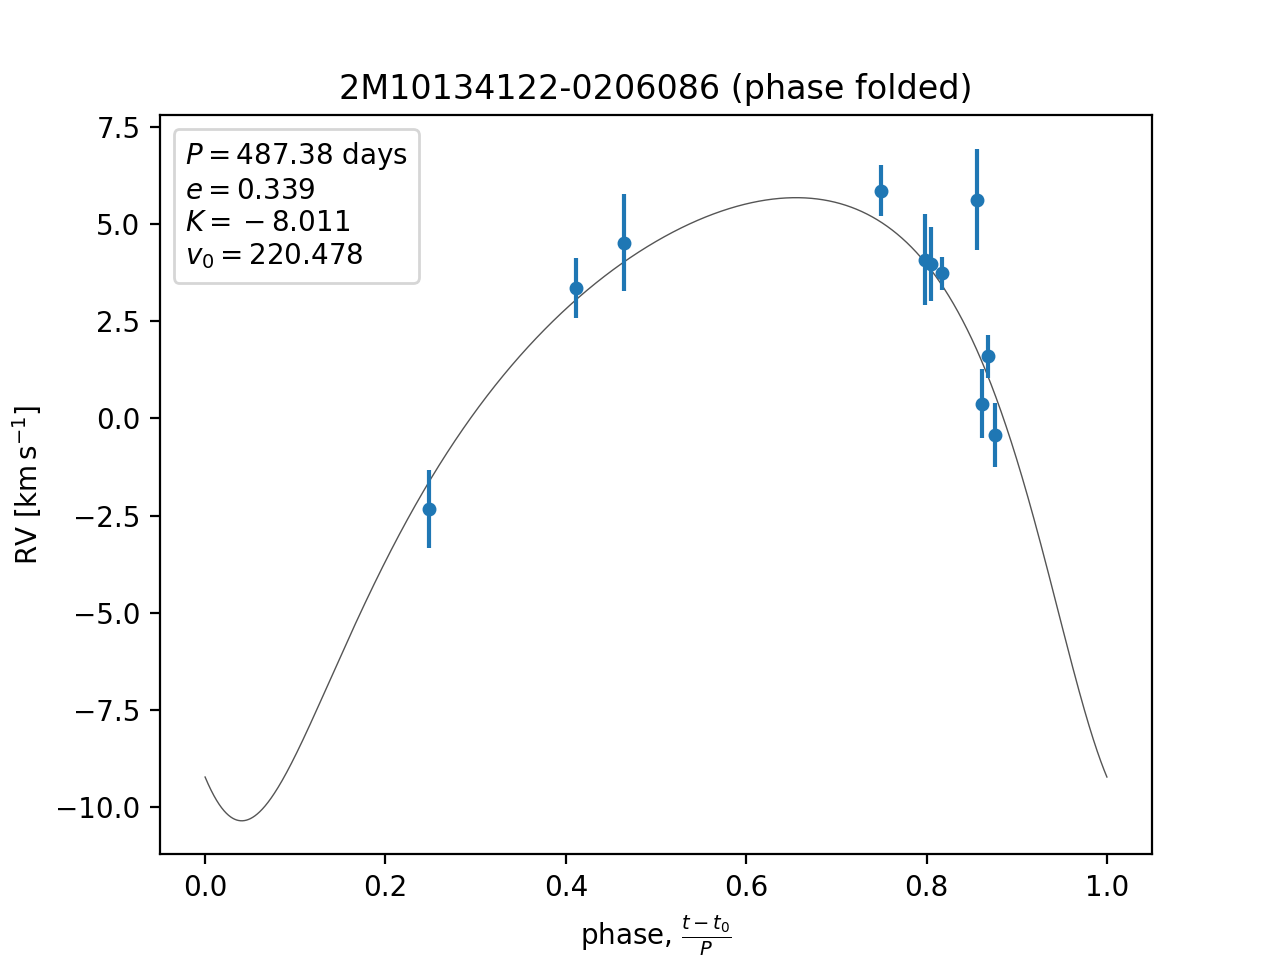 2M10134122-0206086 (phase folded)
P = 487.38 days
e = 0.339
K = −8.011
v₀ = 220.478
RV [km s⁻¹]
7.5
5.0
2.5
0.0
−2.5
−5.0
−7.5
−10.0
0.0 0.2 0.4 0.6 0.8 1.0
phase, (t − t₀)/P